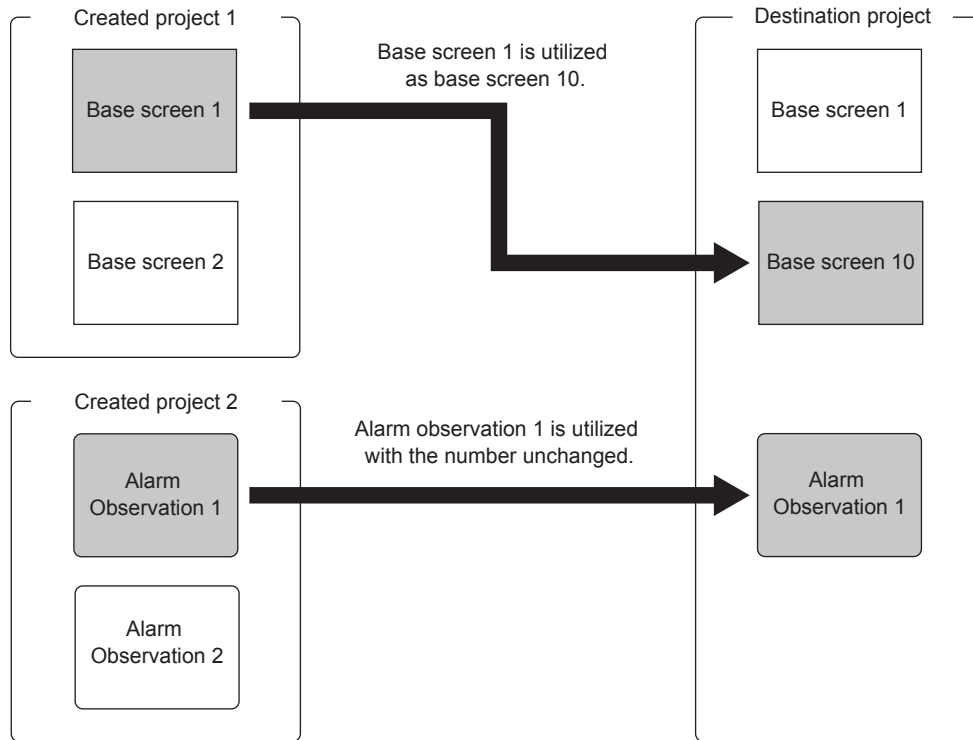 Created project 1
Base screen 1 is utilized
as base screen 10.
Destination project
Base screen 1
Base screen 1
Base screen 2
Base screen 10
Created project 2
Alarm observation 1 is utilized
with the number unchanged.
Alarm
Observation 1
Alarm
Observation 1
Alarm
Observation 2